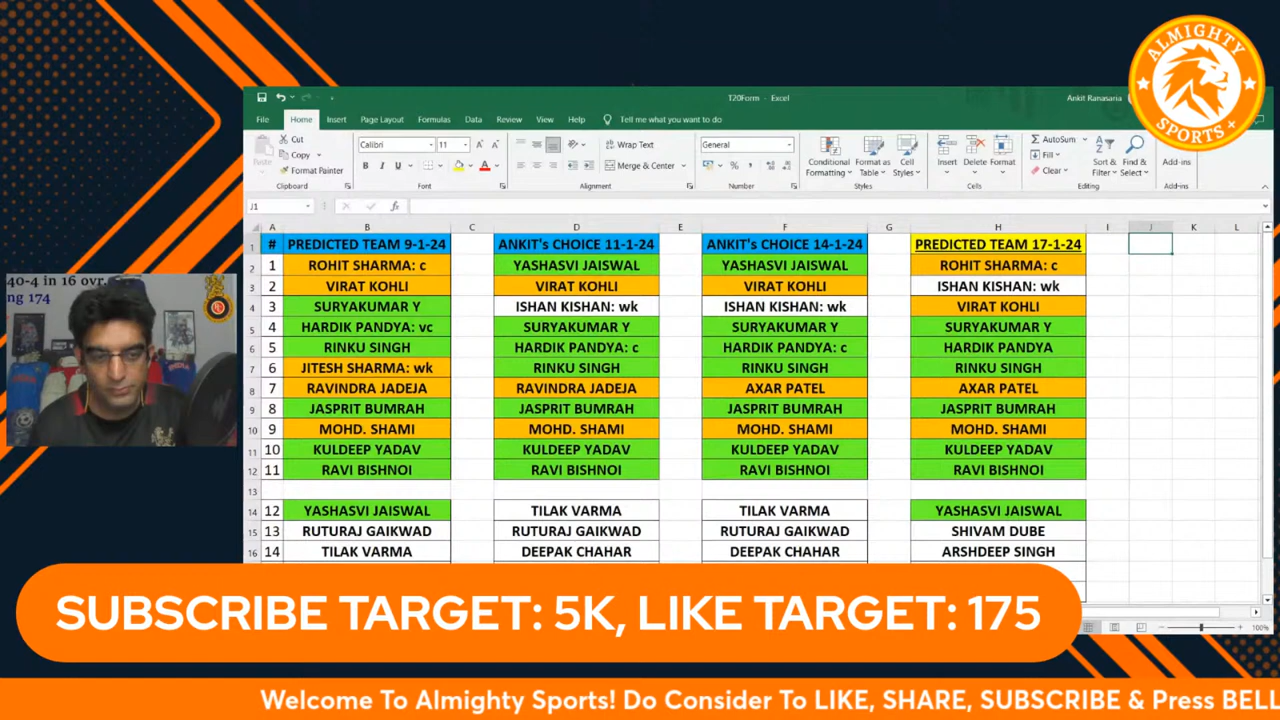 ALMIGHTY
SPORTS+
T20Form - Excel
Ankit Ranasaria
File Home Insert Page Layout Formulas Data Review View Help Tell me what you want to do
Cut
Copy
Format Painter
Paste
Clipboard
Calibri 11
B I U
Font
Wrap Text
Merge & Center
Alignment
General
Number
Conditional Formatting
Format as Table
Cell Styles
Styles
Insert Delete Format
Cells
AutoSum
Fill
Clear
Sort & Filter
Find & Select
Editing
Add-ins
Add-ins
J1 fx
A B C D E F G H I J K L
1 # PREDICTED TEAM 9-1-24 ANKIT's CHOICE 11-1-24 ANKIT's CHOICE 14-1-24 PREDICTED TEAM 17-1-24
2 1 ROHIT SHARMA: c YASHASVI JAISWAL YASHASVI JAISWAL ROHIT SHARMA: c
3 2 VIRAT KOHLI VIRAT KOHLI VIRAT KOHLI ISHAN KISHAN: wk
4 3 SURYAKUMAR Y ISHAN KISHAN: wk ISHAN KISHAN: wk VIRAT KOHLI
5 4 HARDIK PANDYA: vc SURYAKUMAR Y SURYAKUMAR Y SURYAKUMAR Y
6 5 RINKU SINGH HARDIK PANDYA: c HARDIK PANDYA: c HARDIK PANDYA
7 6 JITESH SHARMA: wk RINKU SINGH RINKU SINGH RINKU SINGH
8 7 RAVINDRA JADEJA RAVINDRA JADEJA AXAR PATEL AXAR PATEL
9 8 JASPRIT BUMRAH JASPRIT BUMRAH JASPRIT BUMRAH JASPRIT BUMRAH
10 9 MOHD. SHAMI MOHD. SHAMI MOHD. SHAMI MOHD. SHAMI
11 10 KULDEEP YADAV KULDEEP YADAV KULDEEP YADAV KULDEEP YADAV
12 11 RAVI BISHNOI RAVI BISHNOI RAVI BISHNOI RAVI BISHNOI
13
14 12 YASHASVI JAISWAL TILAK VARMA TILAK VARMA YASHASVI JAISWAL
15 13 RUTURAJ GAIKWAD RUTURAJ GAIKWAD RUTURAJ GAIKWAD SHIVAM DUBE
16 14 TILAK VARMA DEEPAK CHAHAR DEEPAK CHAHAR ARSHDEEP SINGH
100%
40-4 in 16 ovr.
ng 174
SUBSCRIBE TARGET: 5K, LIKE TARGET: 175
Welcome To Almighty Sports! Do Consider To LIKE, SHARE, SUBSCRIBE & Press BELL